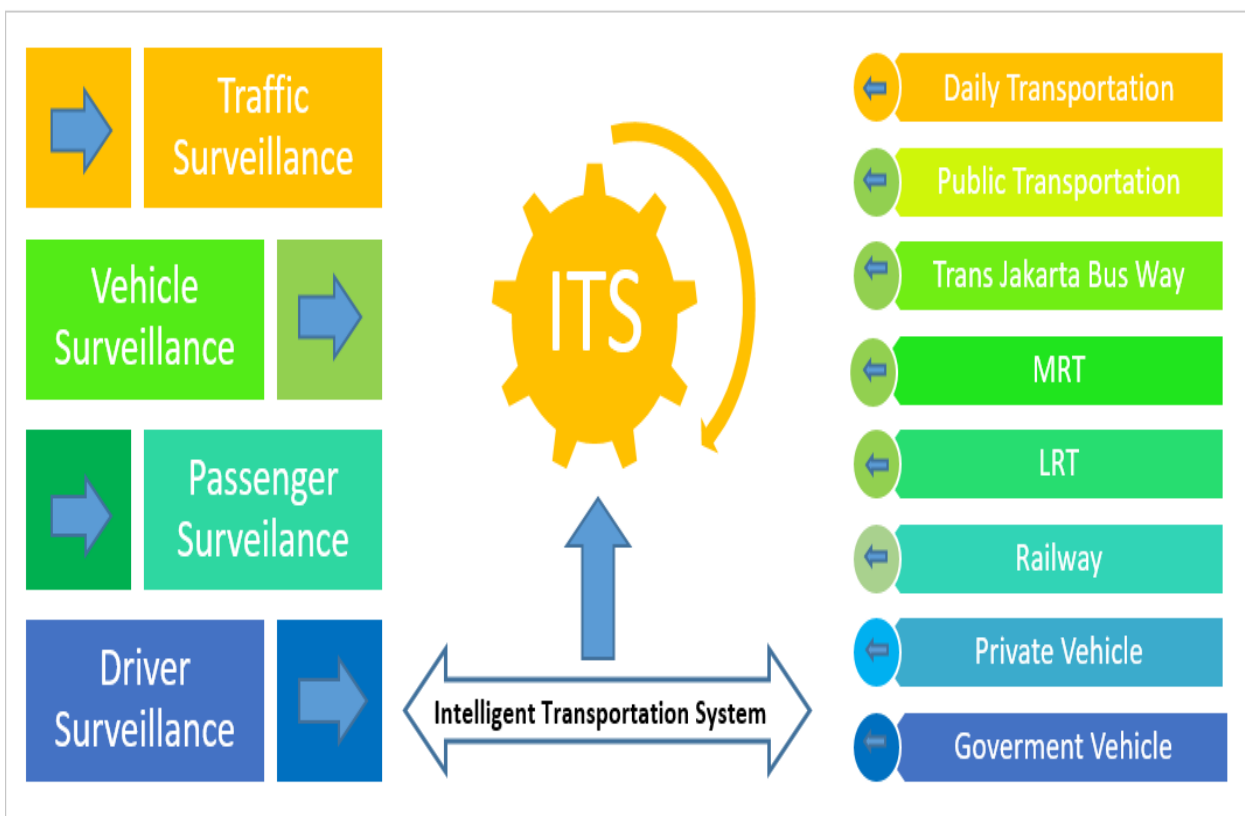 Traffic
Surveillance
Vehicle
Surveillance
Passenger
Surveilance
Driver
Surveillance
ITS
Intelligent Transportation System
Daily Transportation
Public Transportation
Trans Jakarta Bus Way
MRT
LRT
Railway
Private Vehicle
Goverment Vehicle